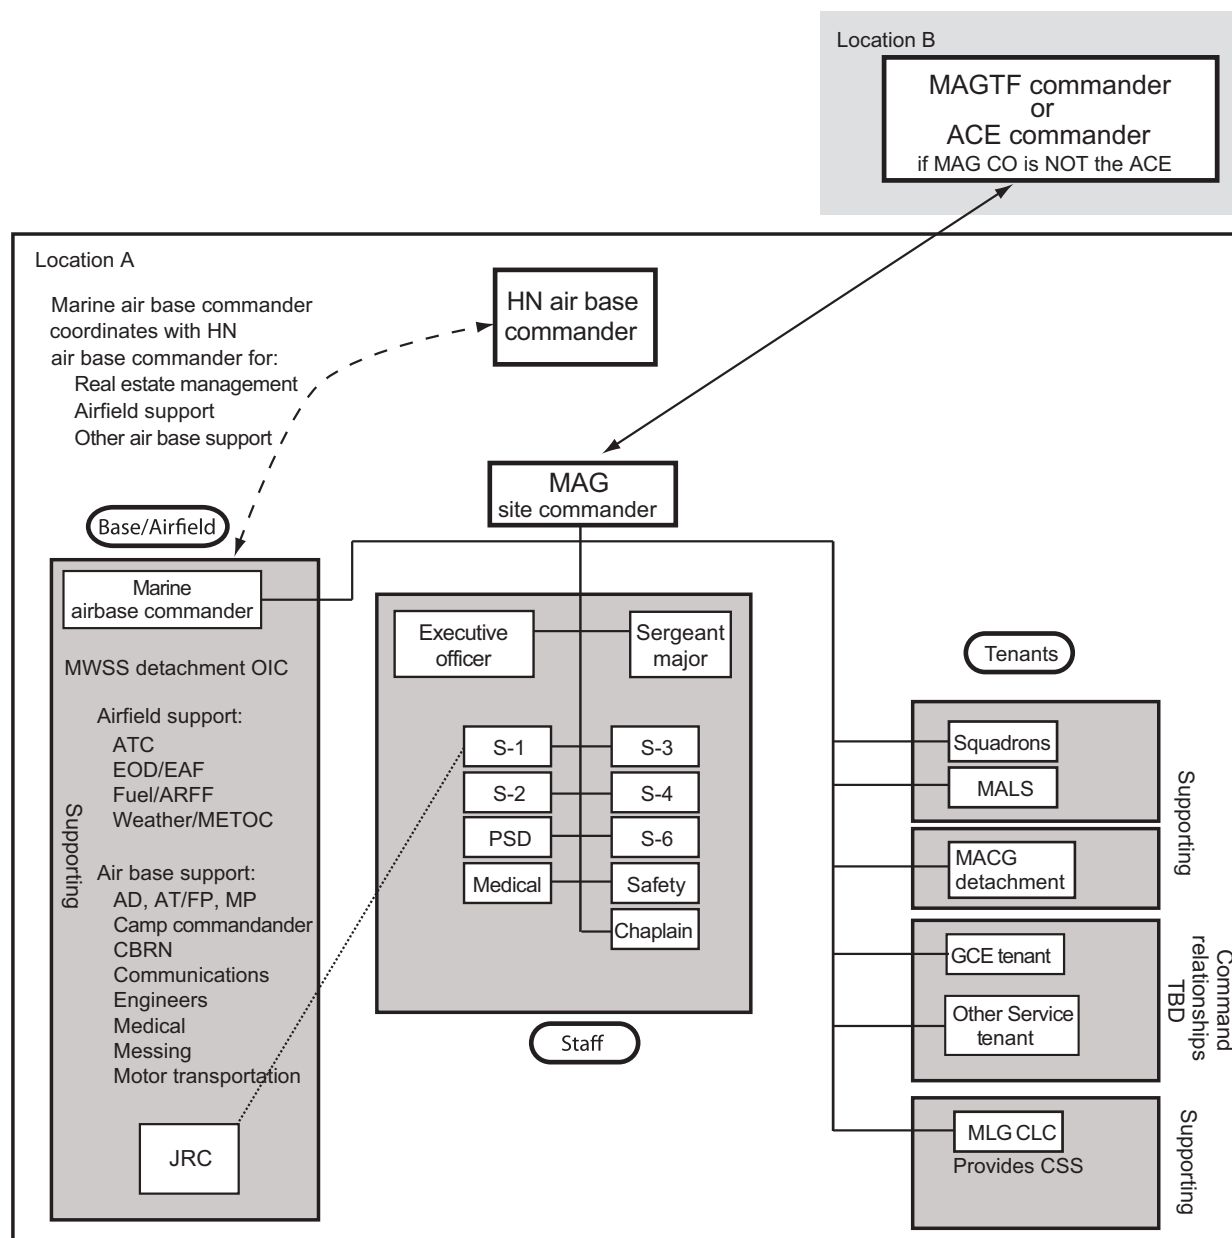 Location B
MAGTF commander
or
ACE commander
if MAG CO is NOT the ACE
Location A
Marine air base commander
coordinates with HN
air base commander for:
Real estate management
Airfield support
Other air base support
HN air base
commander
MAG
site commander
Base/Airfield
Marine
airbase commander
MWSS detachment OIC
Airfield support:
ATC
EOD/EAF
Fuel/ARFF
Weather/METOC
Supporting
Air base support:
AD, AT/FP, MP
Camp commandander
CBRN
Communications
Engineers
Medical
Messing
Motor transportation
JRC
Executive
officer
Sergeant
major
S-1
S-3
S-2
S-4
PSD
S-6
Medical
Safety
Chaplain
Staff
Tenants
Squadrons
MALS
MACG
detachment
Supporting
GCE tenant
Other Service
tenant
Command
relationships
TBD
MLG CLC
Provides CSS
Supporting